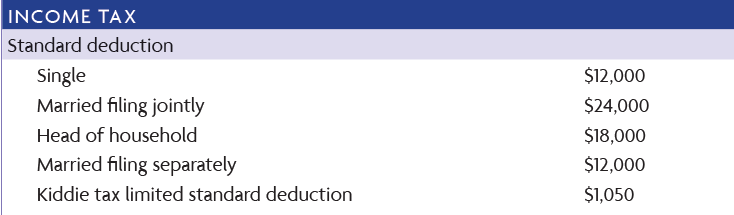 INCOME TAX
Standard deduction
Single $12,000
Married filing jointly $24,000
Head of household $18,000
Married filing separately $12,000
Kiddie tax limited standard deduction $1,050